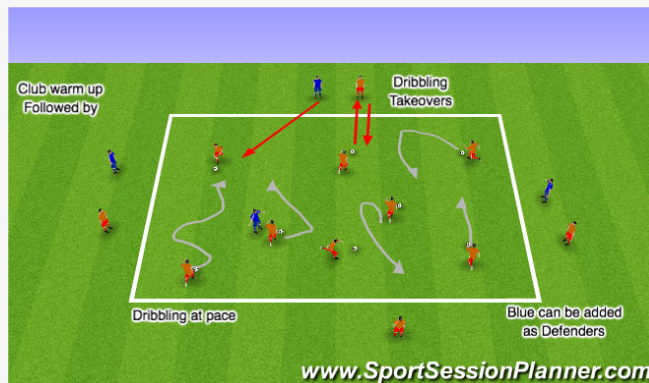 Club warm up
Followed by
Dribbling
Takeovers
Dribbling at pace
Blue can be added
as Defenders
www.SportSessionPlanner.com